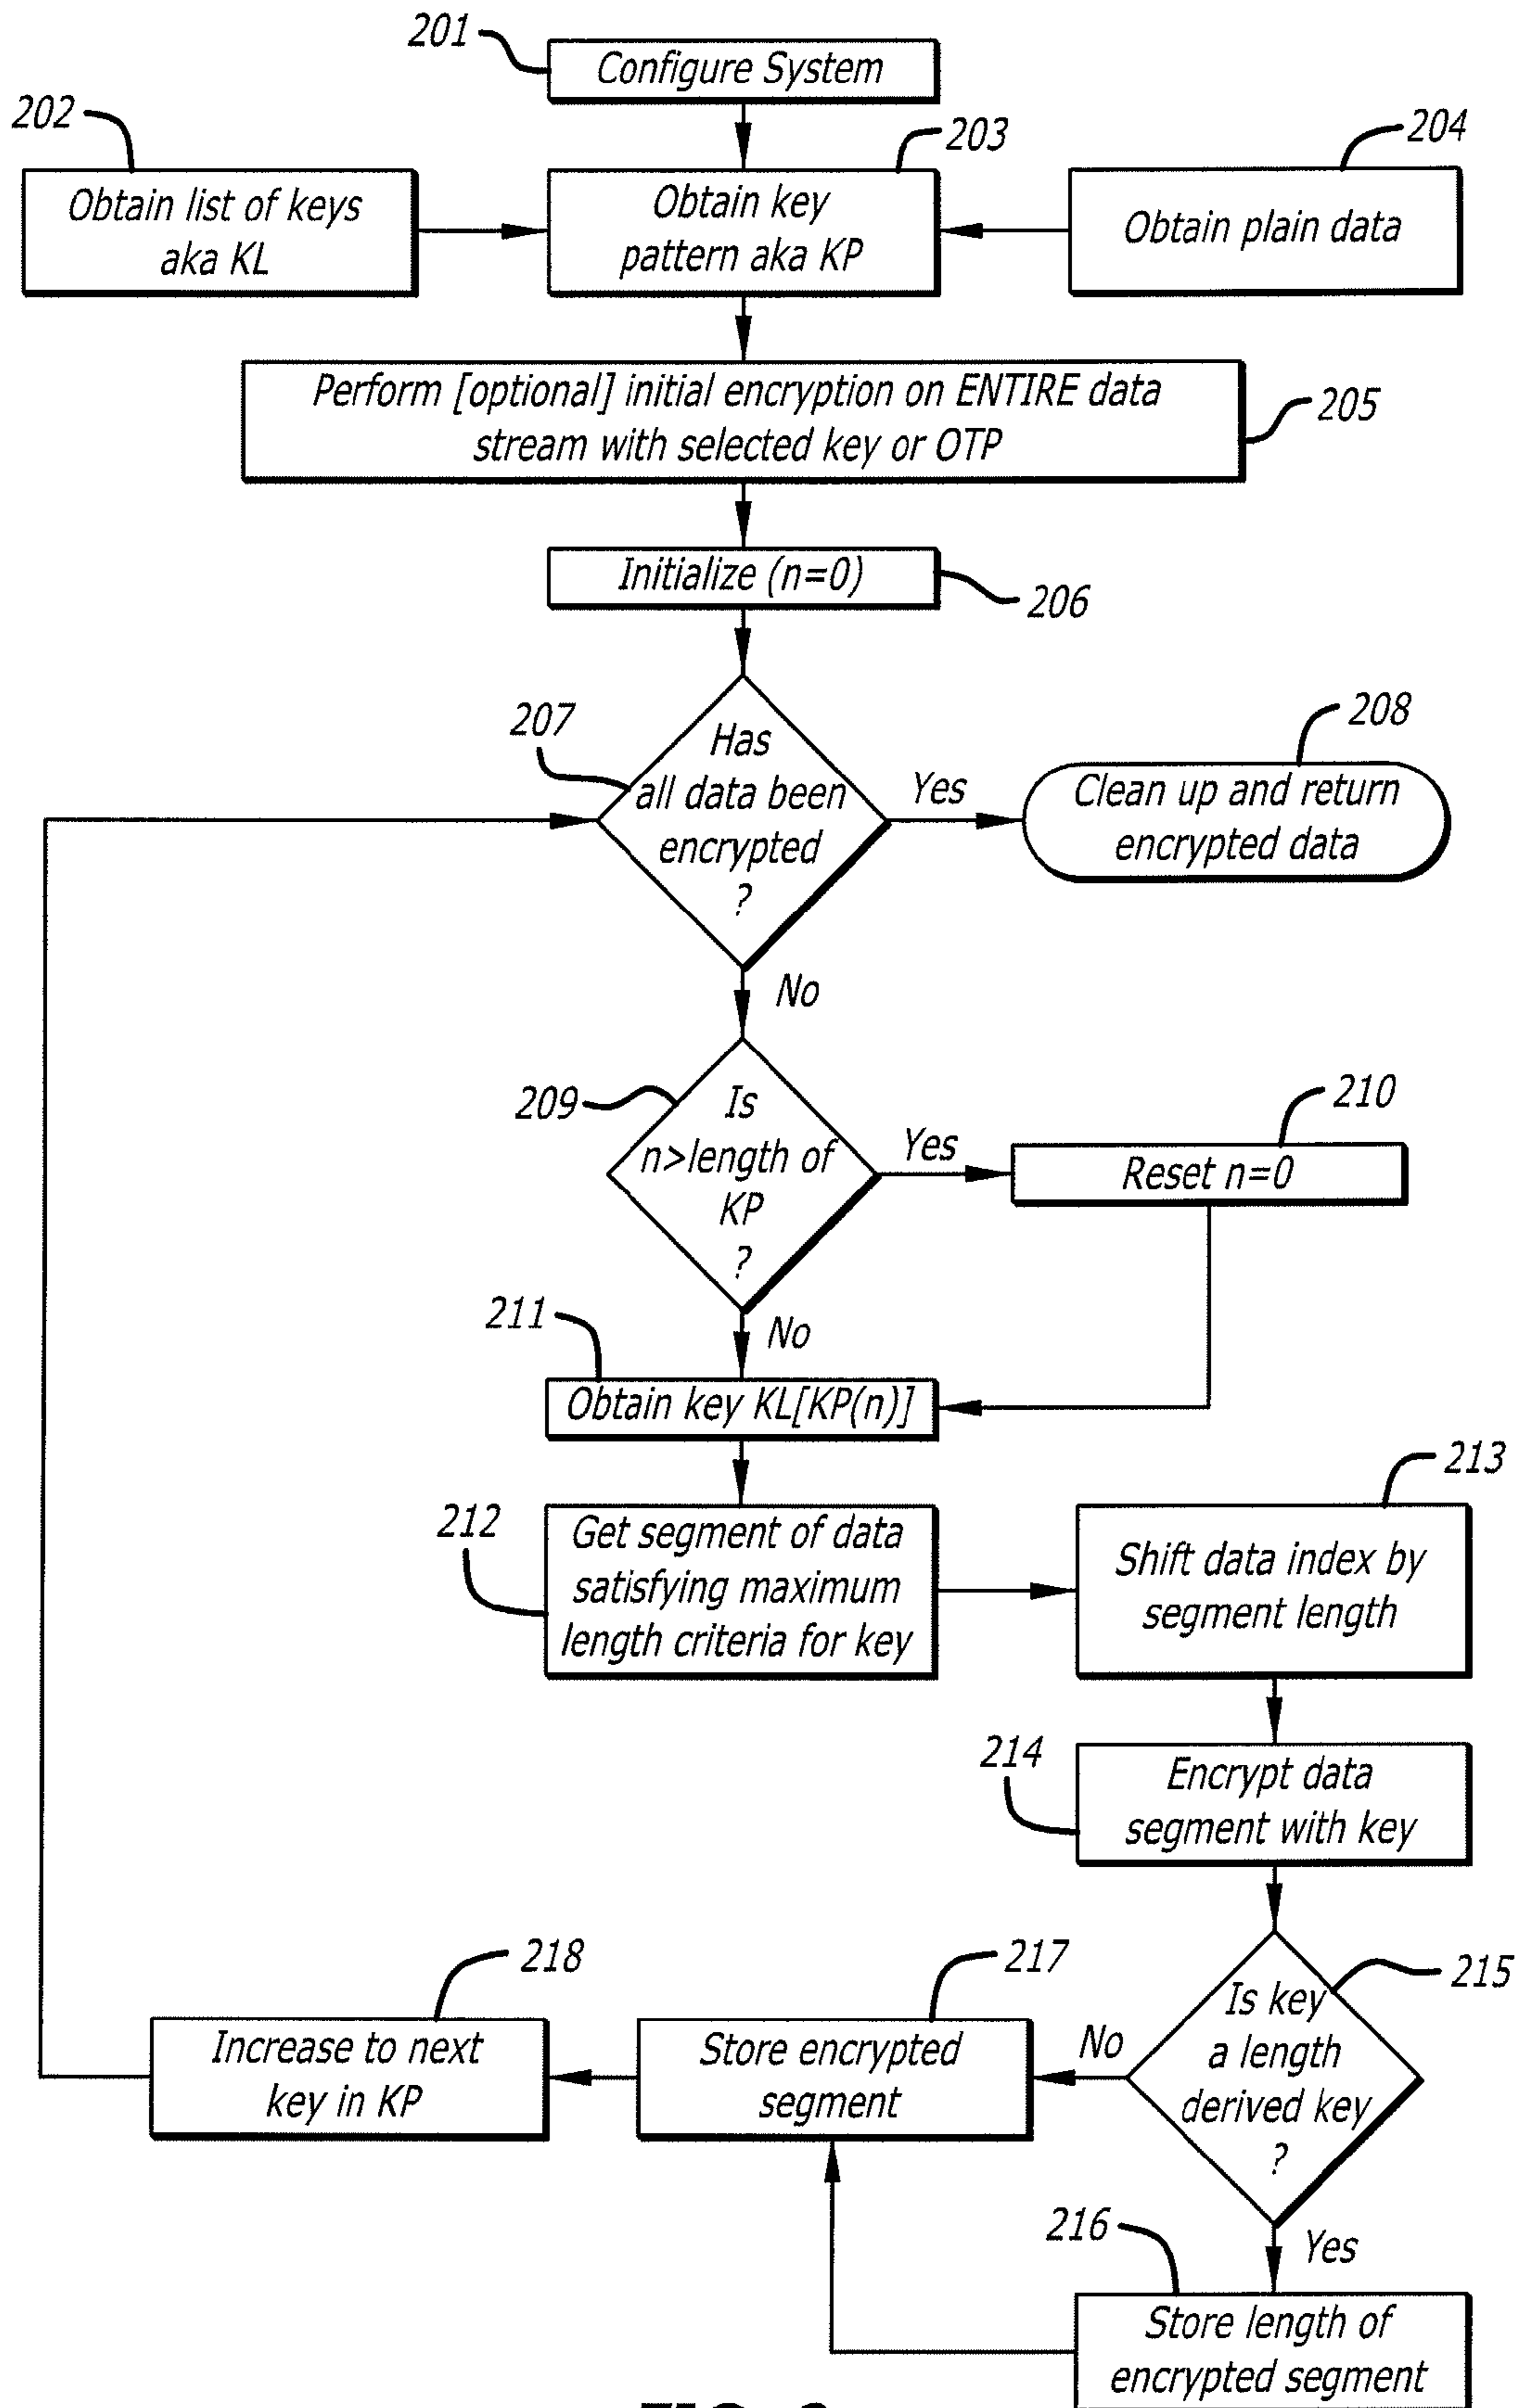 201
Configure System
202
203
204
Obtain list of keys
aka KL
Obtain key
pattern aka KP
Obtain plain data
Perform [optional] initial encryption on ENTIRE data
stream with selected key or OTP
205
Initialize (n=0)
206
207
Has
all data been
encrypted
?
Yes
208
Clean up and return
encrypted data
No
209
Is
n>length of
KP
?
Yes
210
Reset n=0
No
211
Obtain key KL[KP(n)]
212
Get segment of data
satisfying maximum
length criteria for key
213
Shift data index by
segment length
214
Encrypt data
segment with key
215
Is key
a length
derived key
?
No
217
Store encrypted
segment
218
Increase to next
key in KP
Yes
216
Store length of
encrypted segment